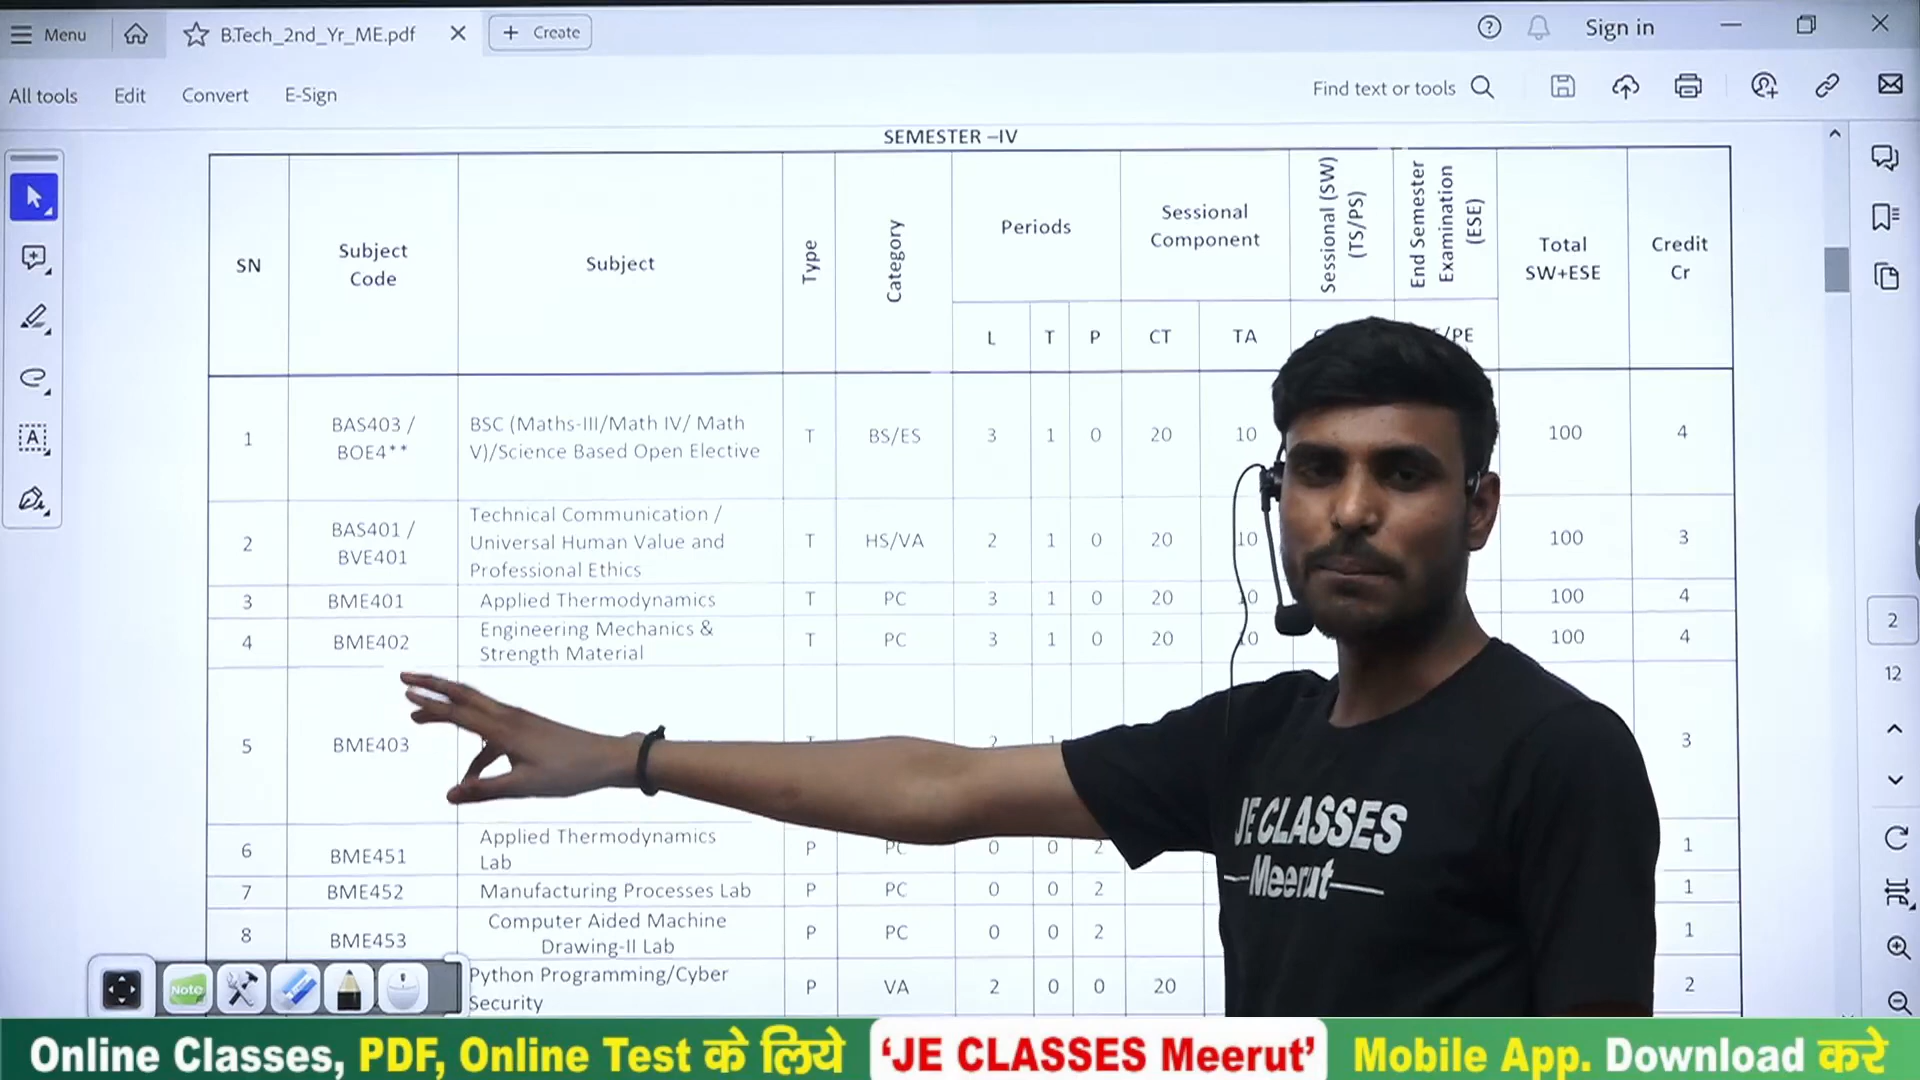 Menu
B.Tech_2nd_Yr_ME.pdf
Create
Sign in
All tools Edit Convert E-Sign
Find text or tools
SEMESTER –IV
SN
Subject Code
Subject
Type
Category
Periods
Sessional Component
Sessional (SW) (TS/PS)
End Semester Examination (ESE)
Total SW+ESE
Credit Cr
L T P CT TA /PE
1 BAS403 / BOE4** BSC (Maths-III/Math IV/ Math V)/Science Based Open Elective T BS/ES 3 1 0 20 10 100 4
2 BAS401 / BVE401 Technical Communication / Universal Human Value and Professional Ethics T HS/VA 2 1 0 20 10 100 3
3 BME401 Applied Thermodynamics T PC 3 1 0 20 10 100 4
4 BME402 Engineering Mechanics & Strength Material T PC 3 1 0 20 10 100 4
5 BME403 3
6 BME451 Applied Thermodynamics Lab P PC 0 0 2 1
7 BME452 Manufacturing Processes Lab P PC 0 0 2 1
8 BME453 Computer Aided Machine Drawing-II Lab P PC 0 0 2 1
Python Programming/Cyber Security P VA 2 0 0 20 2
2
12
Note
JE CLASSES
Meerut
Online Classes, PDF, Online Test के लिये 'JE CLASSES Meerut' Mobile App. Download करे